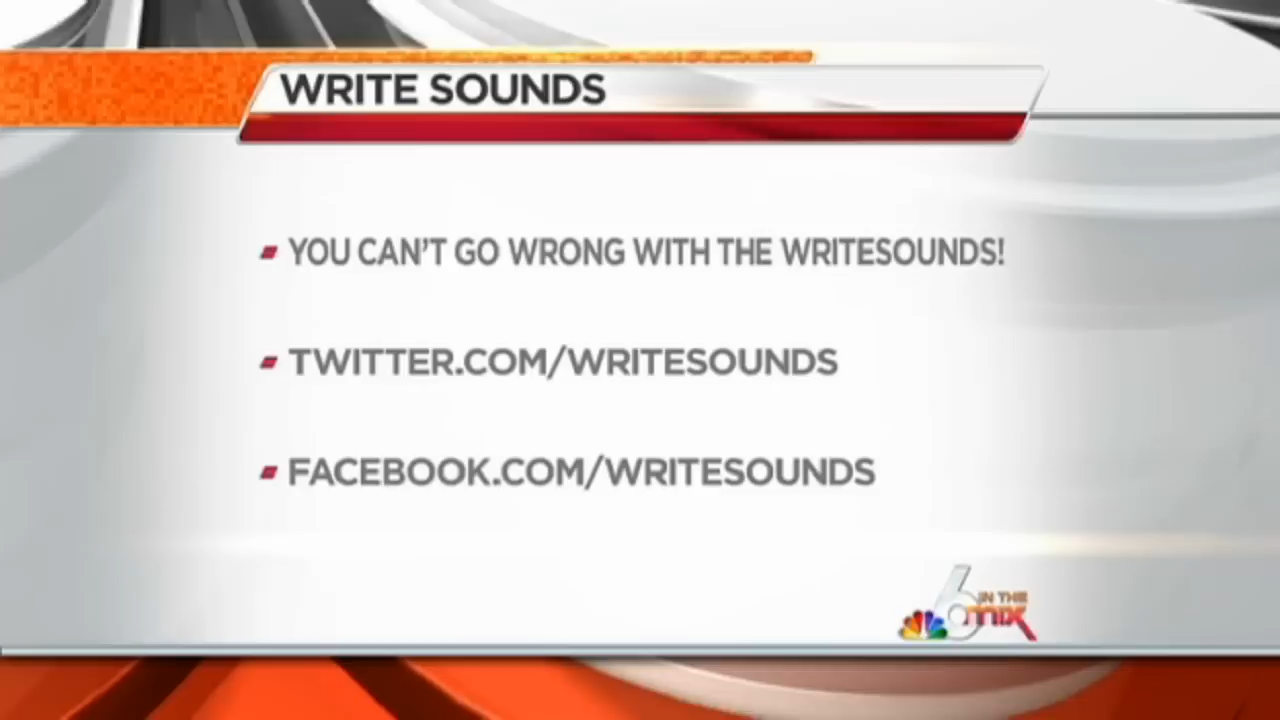 WRITE SOUNDS
YOU CAN'T GO WRONG WITH THE WRITESOUNDS!
TWITTER.COM/WRITESOUNDS
FACEBOOK.COM/WRITESOUNDS
6
IN THE
MIX